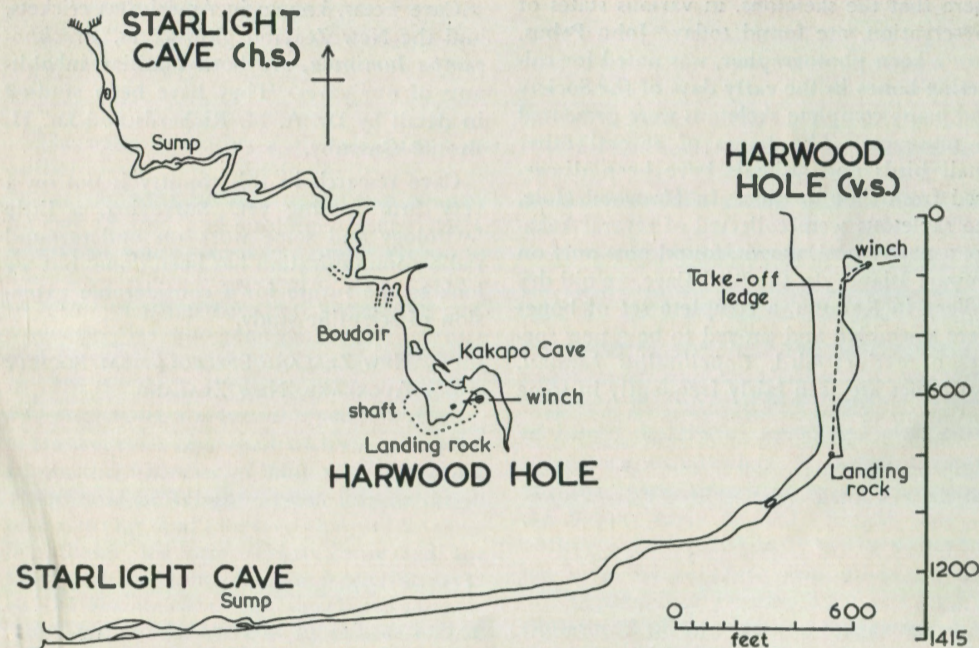 STARLIGHT
CAVE (h.s.)
Sump
HARWOOD
HOLE (v.s.)
0
winch
Take-off
ledge
Boudoir
Kakapo Cave
600
shaft
winch
Landing rock
HARWOOD HOLE
Landing
rock
STARLIGHT CAVE
Sump
1200
0
600
feet
1415